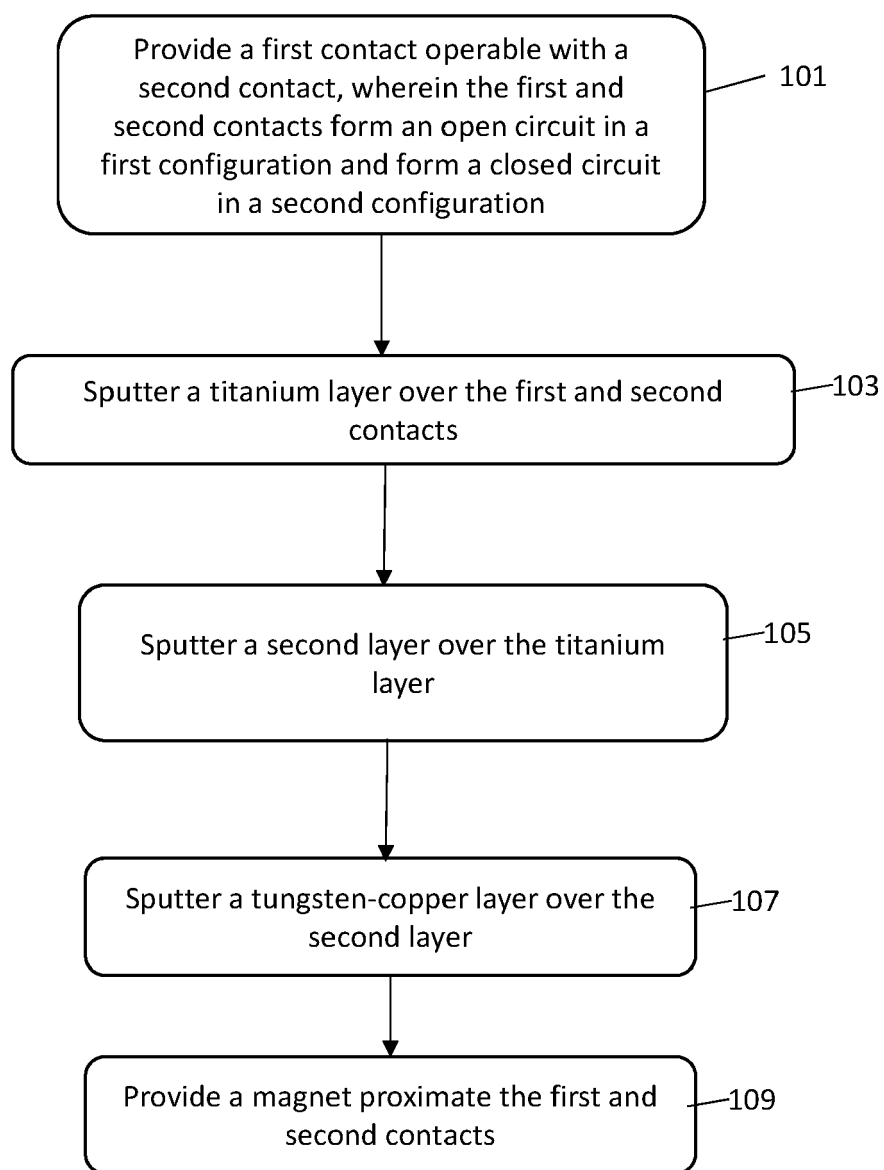 Provide a first contact operable with a
second contact, wherein the first and
second contacts form an open circuit in a
first configuration and form a closed circuit
in a second configuration
101
Sputter a titanium layer over the first and second
contacts
103
Sputter a second layer over the titanium
layer
105
Sputter a tungsten-copper layer over the
second layer
107
Provide a magnet proximate the first and
second contacts
109